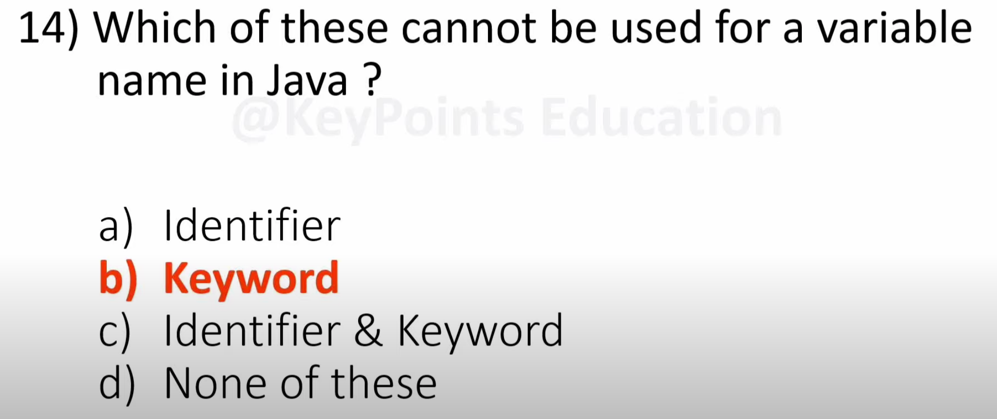 14) Which of these cannot be used for a variable
name in Java ?
@KeyPoints Education
a) Identifier
b) Keyword
c) Identifier & Keyword
d) None of these